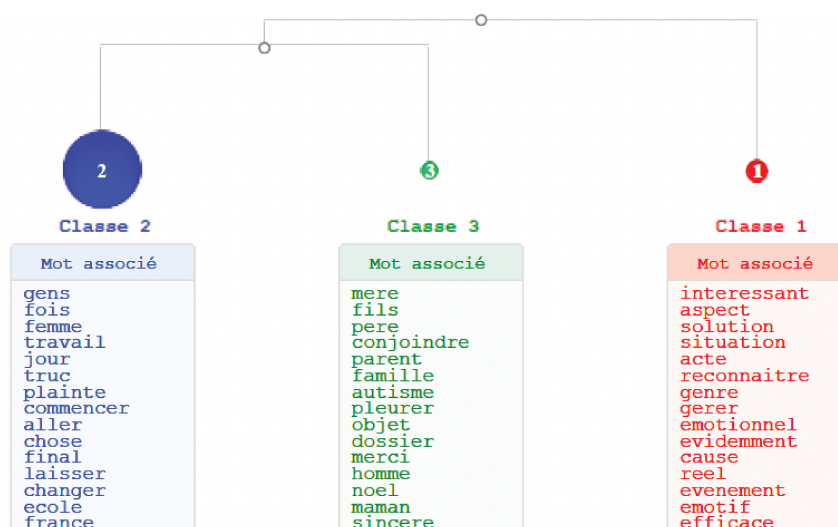 2
3
1
Classe 2
Classe 3
Classe 1
Mot associé
gens
fois
femme
travail
jour
truc
plainte
commencer
aller
chose
final
laisser
changer
ecole
france
Mot associé
mere
fils
pere
conjoindre
parent
famille
autisme
pleurer
objet
dossier
merci
homme
noel
maman
sincere
Mot associé
interessant
aspect
solution
situation
acte
reconnaitre
genre
gerer
emotionnel
evidemment
cause
reel
evenement
emotif
efficace